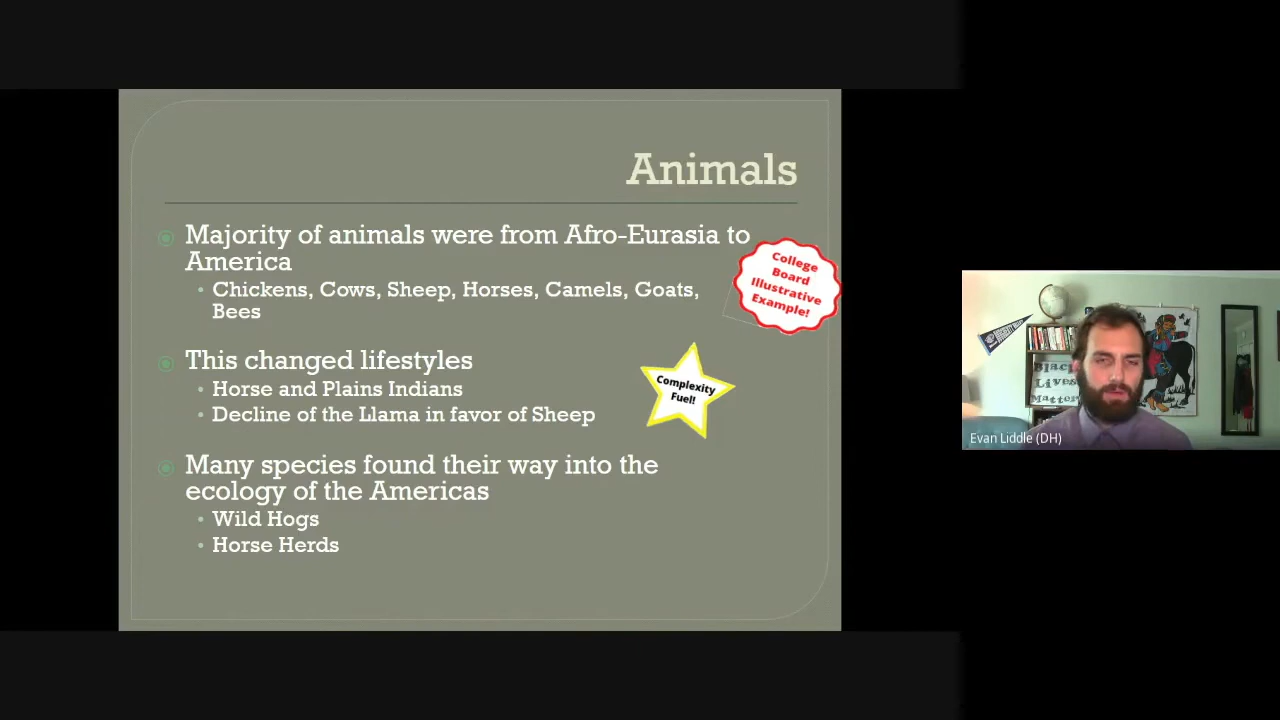 Animals
Majority of animals were from Afro-Eurasia to
America
Chickens, Cows, Sheep, Horses, Camels, Goats,
Bees
College
Board
Illustrative
Example!
This changed lifestyles
Horse and Plains Indians
Decline of the Llama in favor of Sheep
Complexity
Fuel!
Many species found their way into the
ecology of the Americas
Wild Hogs
Horse Herds
Black
Lives
Matter
Evan Liddle (DH)